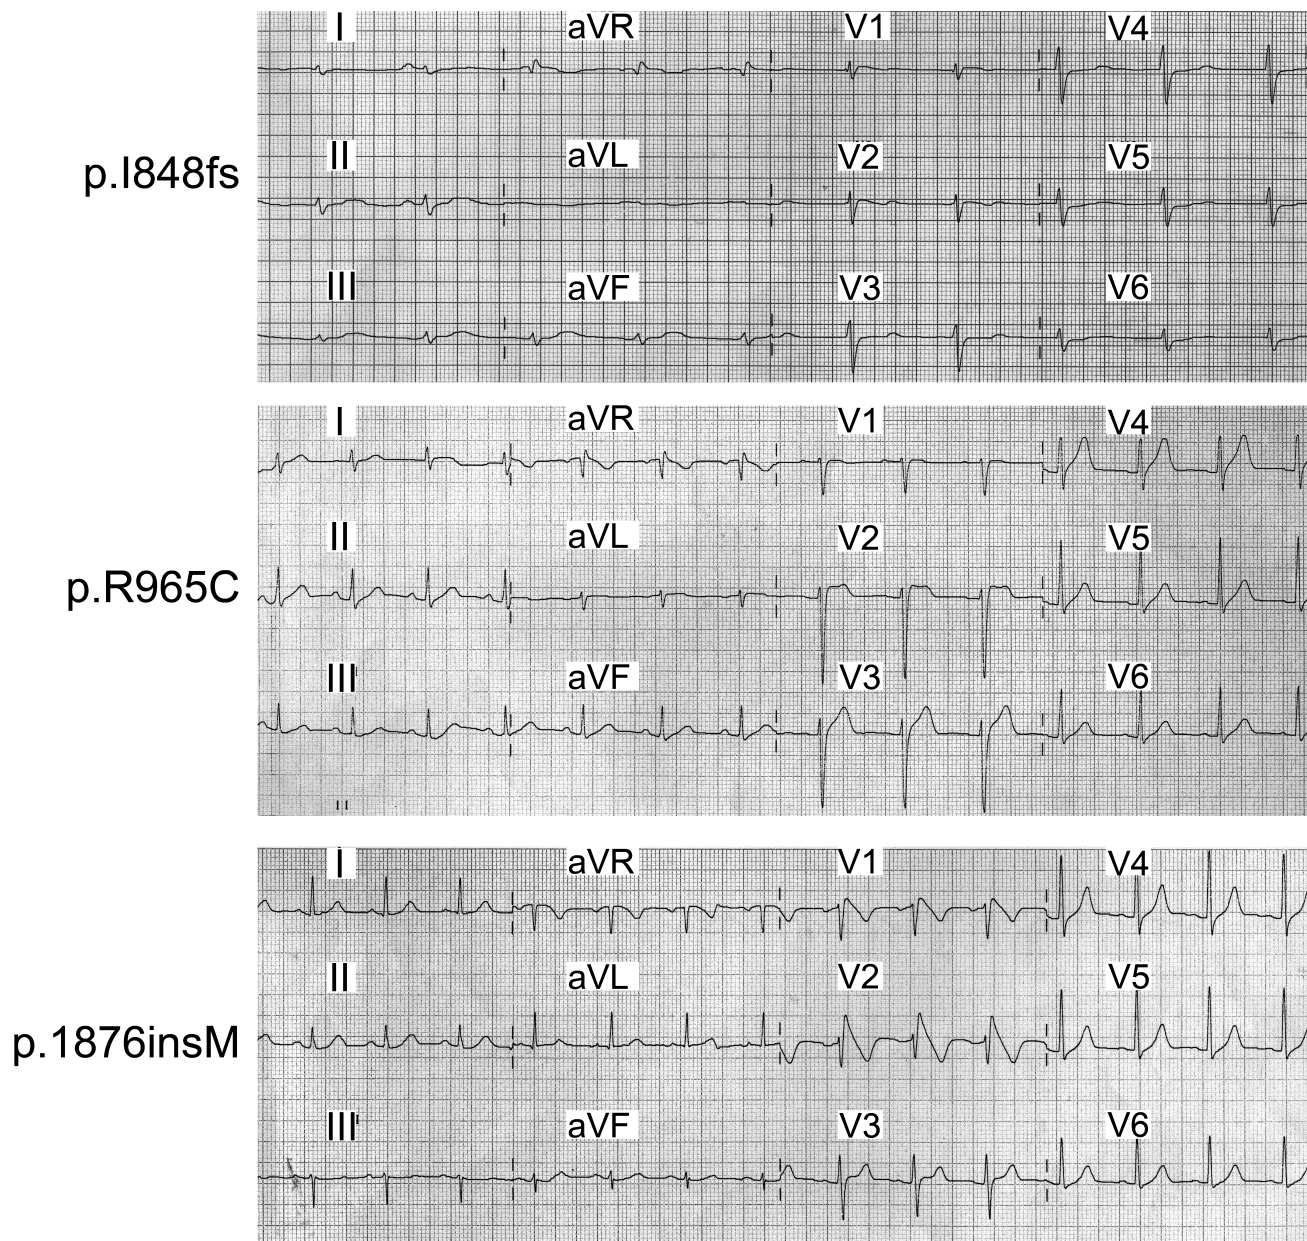 I aVR V1 V4
p.I848fs
II aVL V2 V5
III aVF V3 V6
I aVR V1 V4
II aVL V2 V5
p.R965C
III aVF V3 V6
I aVR V1 V4
II aVL V2 V5
p.1876insM
III aVF V3 V6